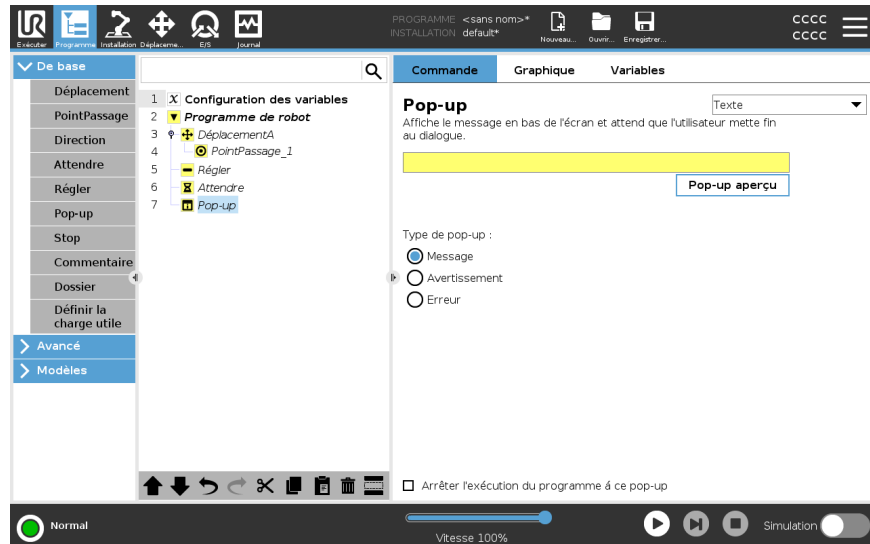 PROGRAMME <sans nom>*
INSTALLATION default*
UR
Exécuter
Programme
Installation
Déplaceme...
E/S
Journal
Nouveau...
Ouvrir...
Enregistrer...
cccc
cccc
De base
Déplacement
PointPassage
Direction
Attendre
Régler
Pop-up
Stop
Commentaire
Dossier
Définir la
charge utile
Avancé
Modèles
1 X Configuration des variables
2 Programme de robot
3 DéplacementA
4 PointPassage_1
5 Régler
6 Attendre
7 Pop-up
Commande Graphique Variables
Pop-up
Texte
Affiche le message en bas de l'écran et attend que l'utilisateur mette fin
au dialogue.
Pop-up aperçu
Type de pop-up :
Message
Avertissement
Erreur
Arrêter l'exécution du programme á ce pop-up
Normal
Vitesse 100%
Simulation